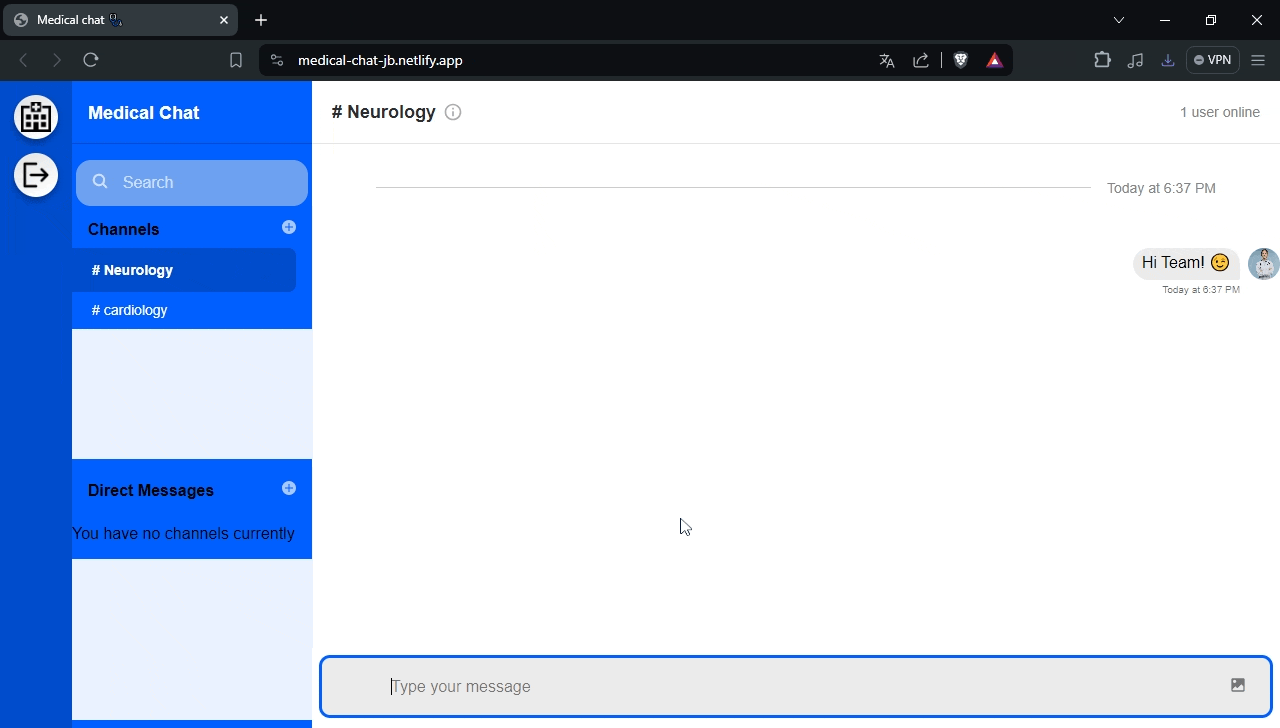 Medical chat
medical-chat-jb.netlify.app
VPN
Medical Chat
Search
Channels
# Neurology
# cardiology
Direct Messages
You have no channels currently
# Neurology
1 user online
Today at 6:37 PM
Hi Team! 😉
Today at 6:37 PM
Type your message